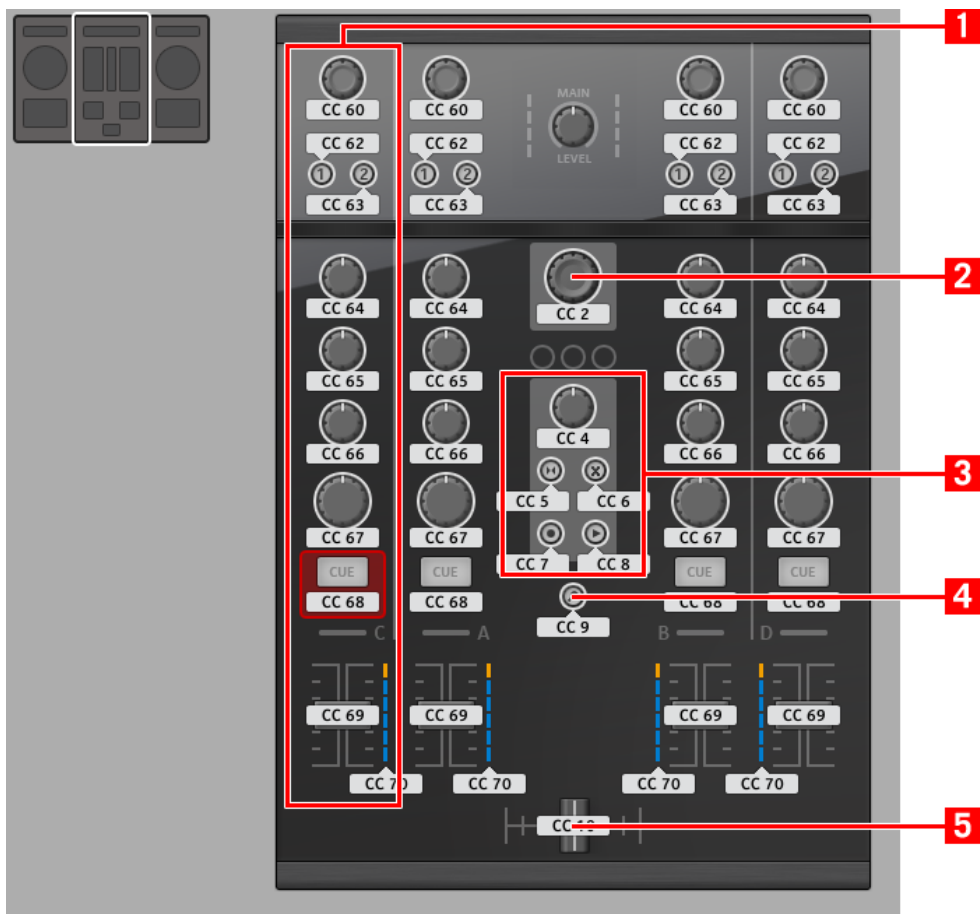 1
CC 60 CC 60 MAIN CC 60 CC 60
CC 62 CC 62 CC 62 CC 62
LEVEL
1 2 1 2 1 2 1 2
CC 63 CC 63 CC 63 CC 63
2
CC 64 CC 64 CC 2 CC 64 CC 64
CC 65 CC 65 CC 65 CC 65
CC 66 CC 66 CC 4 CC 66 CC 66
3
CC 5 CC 6
CC 67 CC 67 CC 67 CC 67
CC 7 CC 8
CUE CUE CUE CUE
4
CC 68 CC 68 CC 68 CC 68
CC 9
C A B D
CC 69 CC 69 CC 69 CC 69
CC 70 CC 70 CC 70 CC 70
CC
5